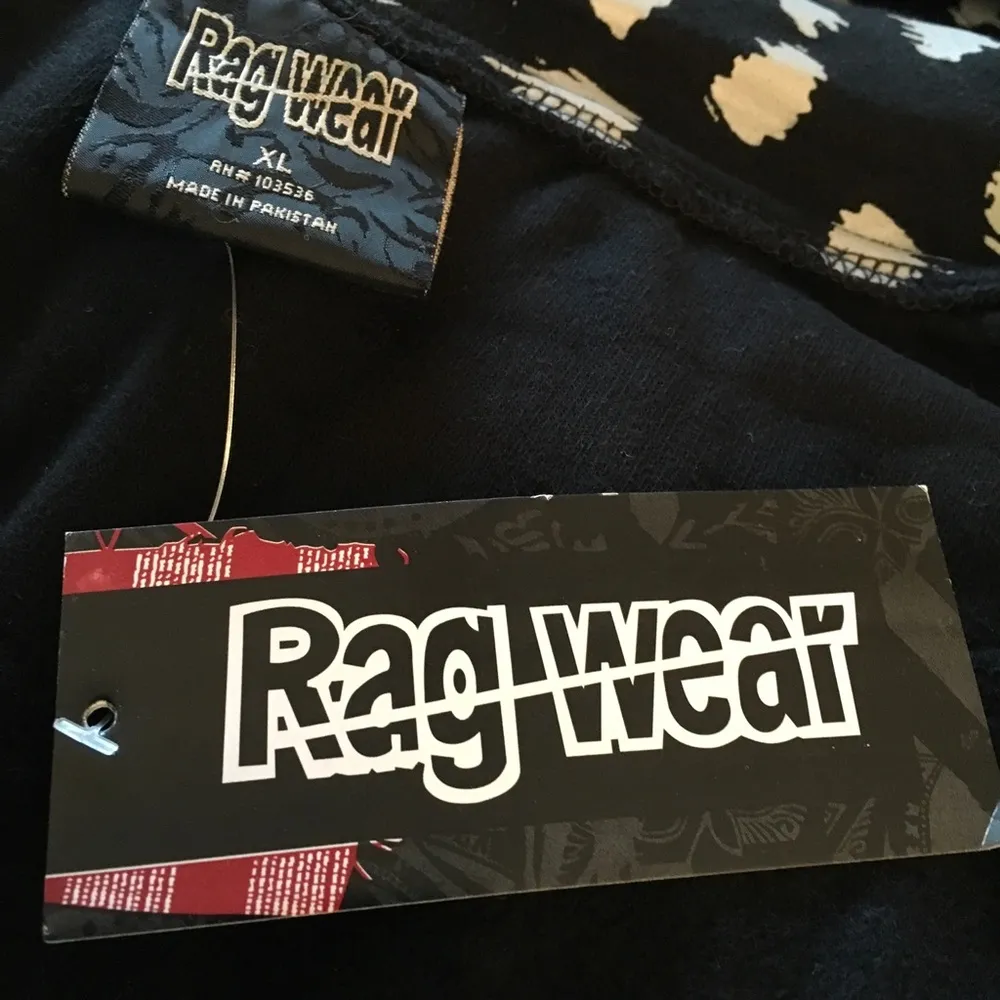 Rag Wear
XL
RN# 103536
MADE IN PAKISTAN
Rag Wear